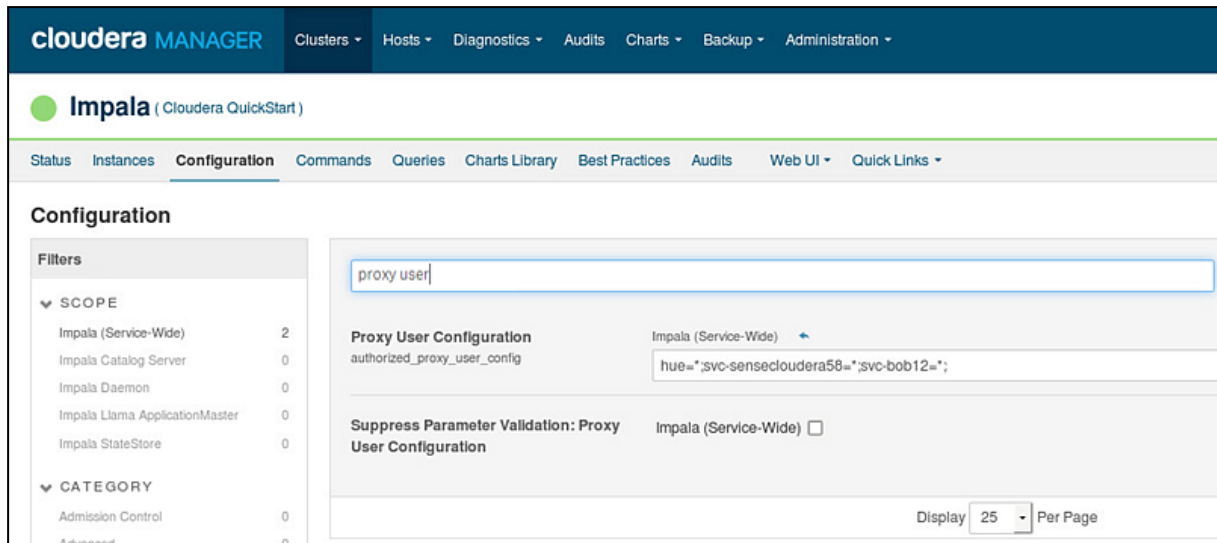 cloudera MANAGER Clusters Hosts Diagnostics Audits Charts Backup Administration
Impala ( Cloudera QuickStart )
Status Instances Configuration Commands Queries Charts Library Best Practices Audits Web UI Quick Links
Configuration
Filters
SCOPE
Impala (Service-Wide) 2
Impala Catalog Server 0
Impala Daemon 0
Impala Llama ApplicationMaster 0
Impala StateStore 0
CATEGORY
Admission Control 0
proxy user
Proxy User Configuration Impala (Service-Wide)
authorized_proxy_user_config
hue=*;svc-sensecloudera58=*;svc-bob12=*;
Suppress Parameter Validation: Proxy Impala (Service-Wide)
User Configuration
Display 25 Per Page